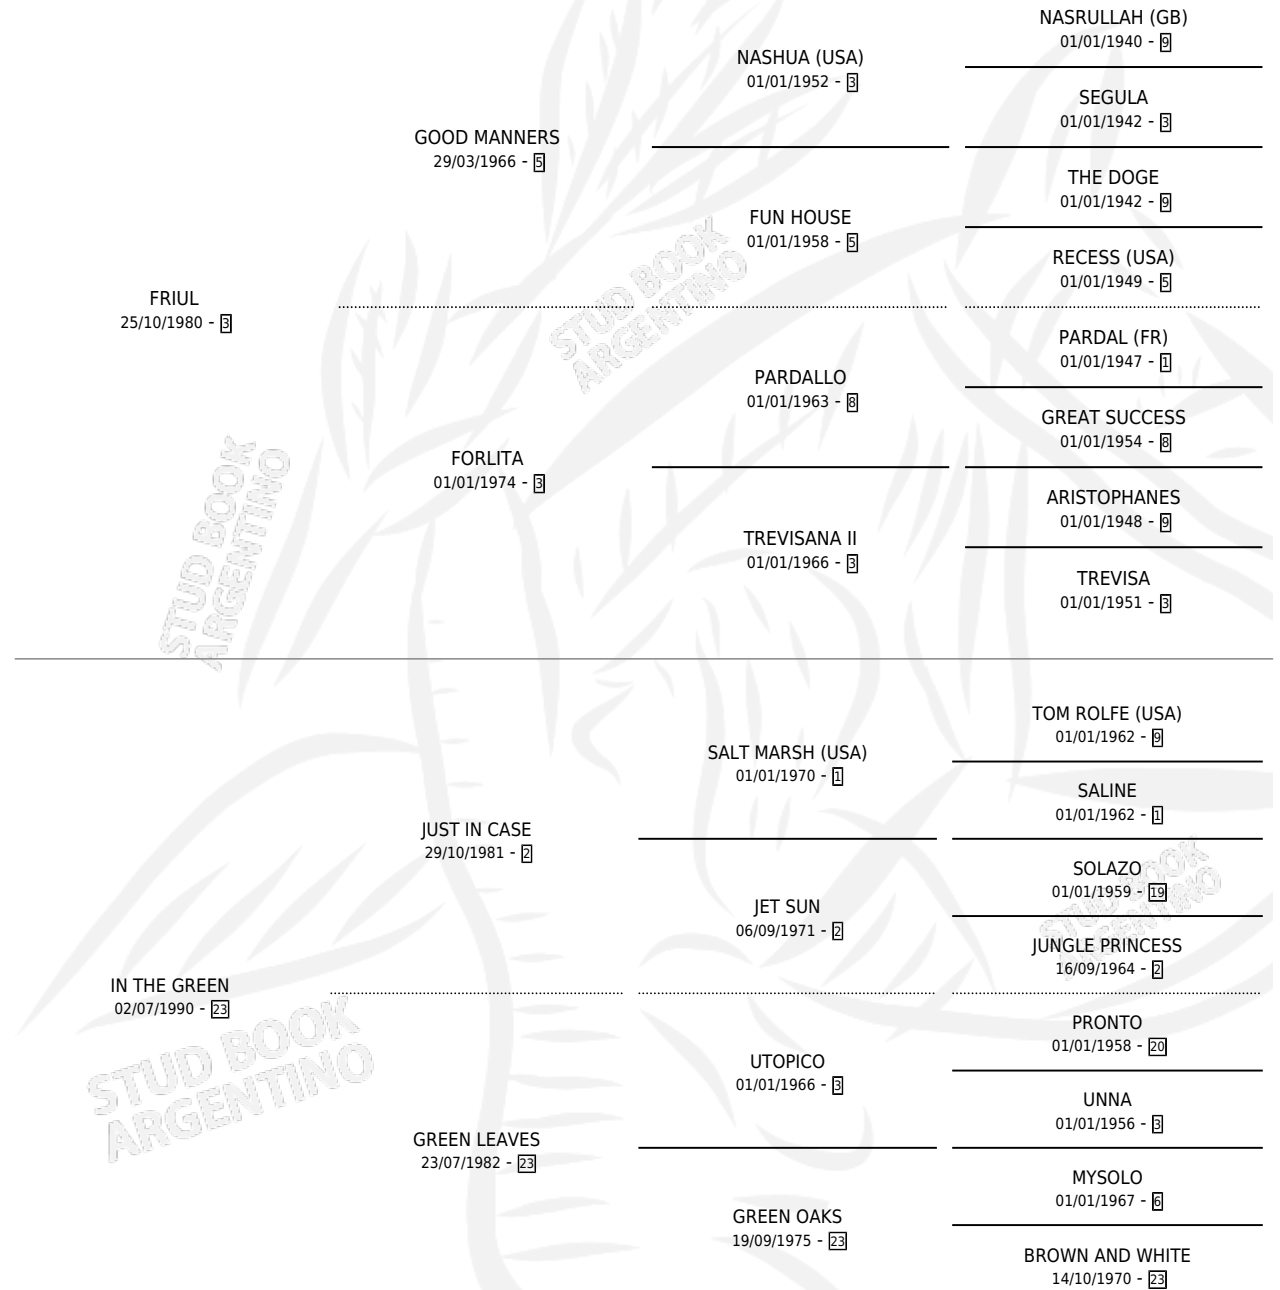 NASRULLAH (GB)
01/01/1940 - 9
NASHUA (USA)
01/01/1952 - 3
SEGULA
01/01/1942 - 3
GOOD MANNERS
29/03/1966 - 5
THE DOGE
01/01/1942 - 9
FUN HOUSE
01/01/1958 - 5
RECESS (USA)
01/01/1949 - 5
FRIUL
25/10/1980 - 3
STUD BOOK
ARGENTINO
PARDAL (FR)
01/01/1947 - 1
PARDALLO
01/01/1963 - 8
GREAT SUCCESS
01/01/1954 - 8
FORLITA
01/01/1974 - 3
ARISTOPHANES
01/01/1948 - 9
TREVISANA II
01/01/1966 - 3
TREVISA
01/01/1951 - 3
STUD BOOK
ARGENTINO
TOM ROLFE (USA)
01/01/1962 - 9
SALT MARSH (USA)
01/01/1970 - 1
SALINE
01/01/1962 - 1
JUST IN CASE
29/10/1981 - 2
SOLAZO
01/01/1959 - 19
JET SUN
06/09/1971 - 2
STUD BOOK
ARGENTINO
JUNGLE PRINCESS
16/09/1964 - 2
IN THE GREEN
02/07/1990 - 23
STUD BOOK
ARGENTINO
PRONTO
01/01/1958 - 20
UTOPICO
01/01/1966 - 3
UNNA
01/01/1956 - 3
GREEN LEAVES
23/07/1982 - 23
MYSOLO
01/01/1967 - 6
GREEN OAKS
19/09/1975 - 23
BROWN AND WHITE
14/10/1970 - 23